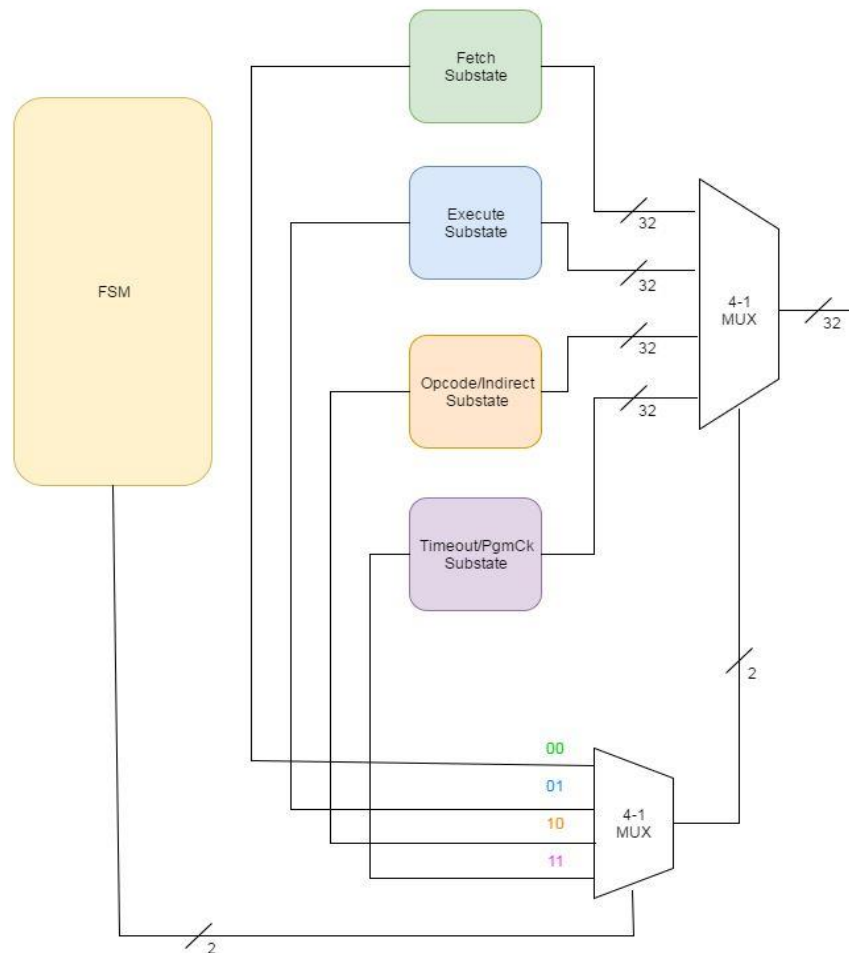 Fetch
Substate
Execute
Substate
FSM
Opcode/Indirect
Substate
Timeout/PgmCk
Substate
32
32
32
32
4-1
MUX
32
2
00
01
10
11
4-1
MUX
2